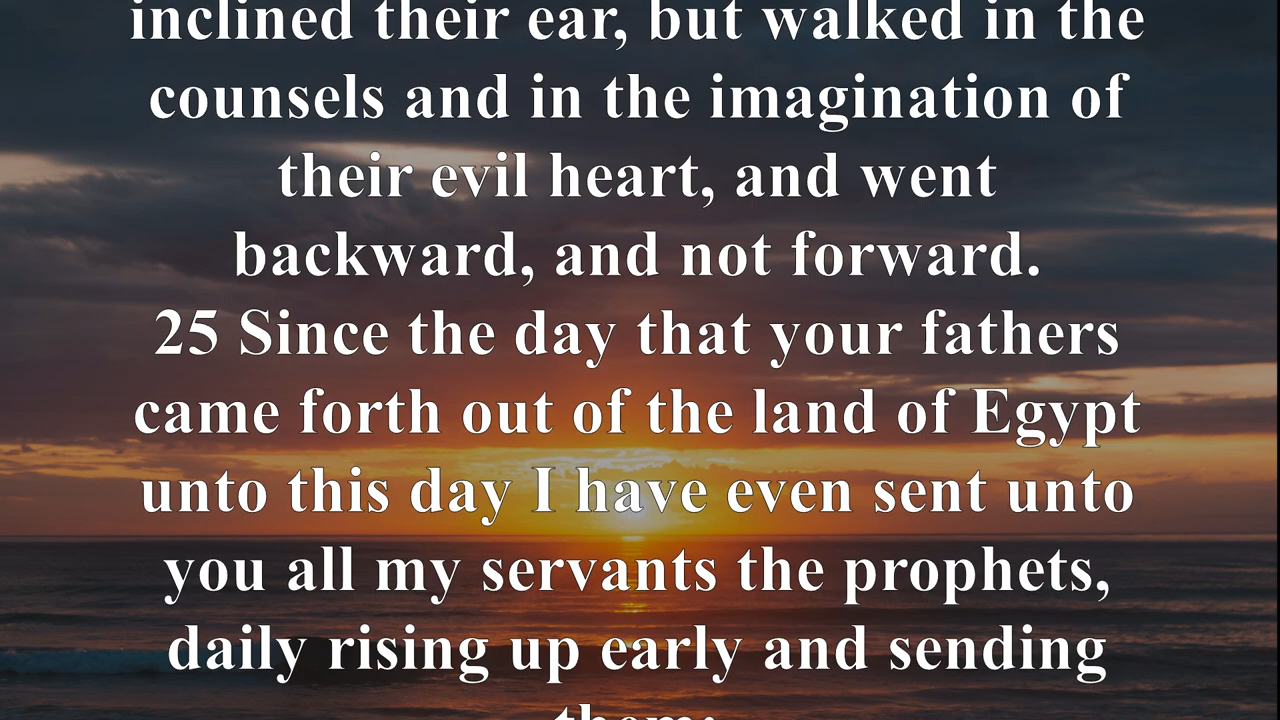 inclined their ear, but walked in the
counsels and in the imagination of
their evil heart, and went
backward, and not forward.
25 Since the day that your fathers
came forth out of the land of Egypt
unto this day I have even sent unto
you all my servants the prophets,
daily rising up early and sending
them: